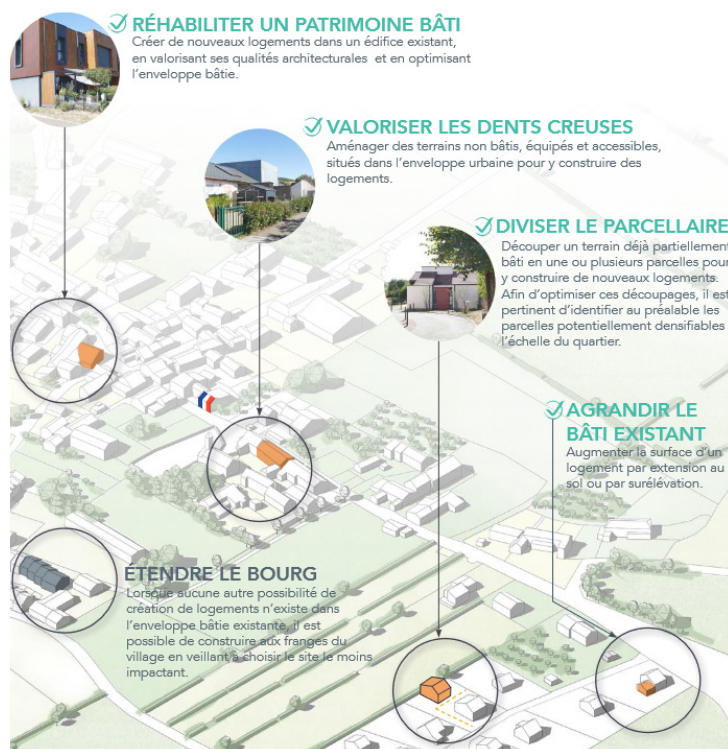 RÉHABILITER UN PATRIMOINE BÂTI
Créer de nouveaux logements dans un édifice existant,
en valorisant ses qualités architecturales et en optimisant
l'enveloppe bâtie.
VALORISER LES DENTS CREUSES
Aménager des terrains non bâtis, équipés et accessibles,
situés dans l'enveloppe urbaine pour y construire des
logements.
DIVISER LE PARCELLAIRE
Découper un terrain déjà partiellement
bâti en une ou plusieurs parcelles pour
y construire de nouveaux logements.
Afin d'optimiser ces découpages, il est
pertinent d'identifier au préalable les
parcelles potentiellement densifiables
l'échelle du quartier.
AGRANDIR LE
BÂTI EXISTANT
Augmenter la surface d'un
logement par extension au
sol ou par surélévation.
ÉTENDRE LE BOURG
Lorsque aucune autre possibilité de
création de logements n'existe dans
l'enveloppe bâtie existante, il est
possible de construire aux franges du
village en veillant à choisir le site le moins
impactant.